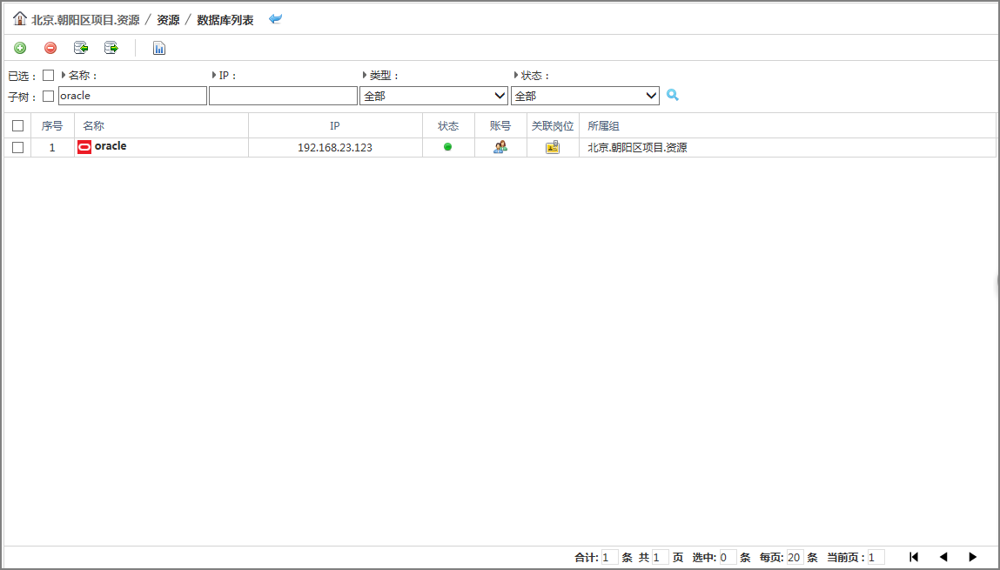 北京.朝阳区项目.资源 / 资源 / 数据库列表
已选： 名称： IP： 类型： 状态：
子树： oracle 全部 全部
序号 名称 IP 状态 账号 关联岗位 所属组
1 oracle 192.168.23.123 北京.朝阳区项目.资源
合计: 1 条 共 1 页 选中: 0 条 每页: 20 条 当前页：1